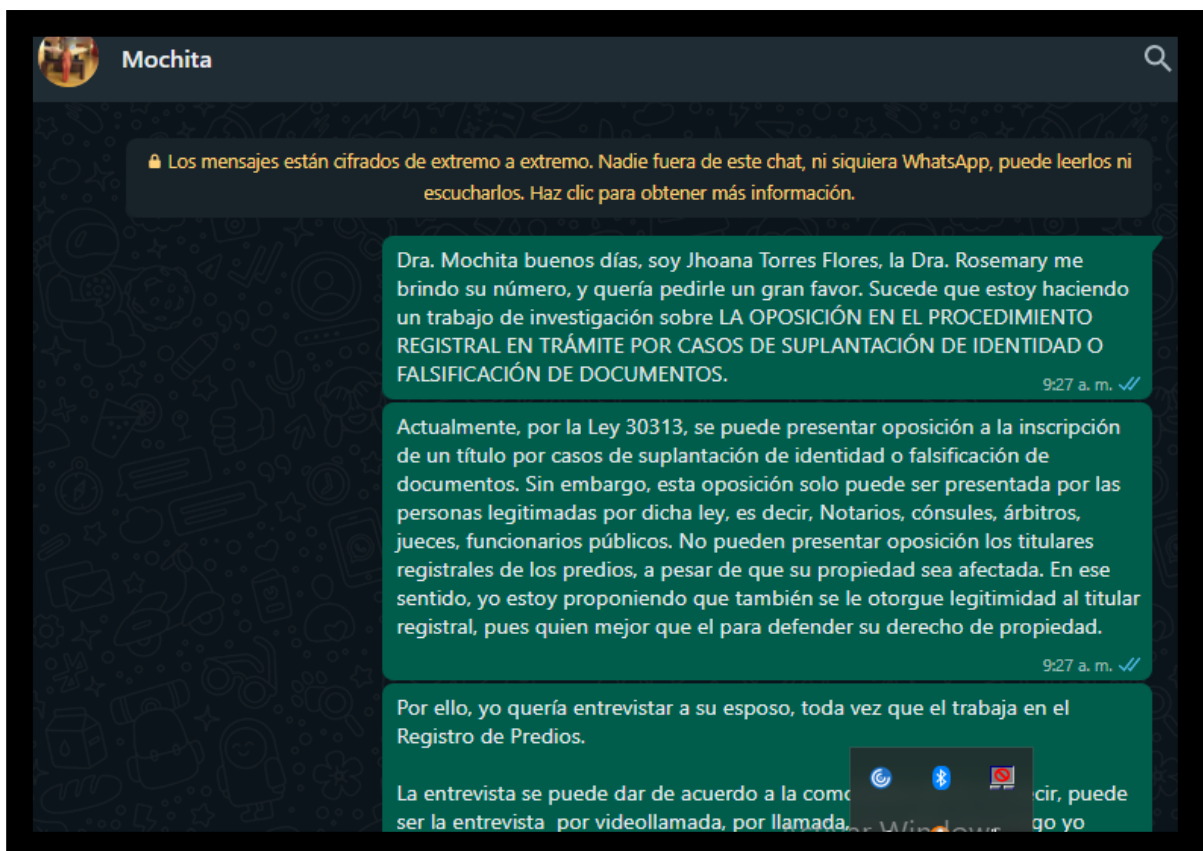 Mochita
Los mensajes están cifrados de extremo a extremo. Nadie fuera de este chat, ni siquiera WhatsApp, puede leerlos ni
escucharlos. Haz clic para obtener más información.
Dra. Mochita buenos días, soy Jhoana Torres Flores, la Dra. Rosemary me
brindo su número, y quería pedirle un gran favor. Sucede que estoy haciendo
un trabajo de investigación sobre LA OPOSICIÓN EN EL PROCEDIMIENTO
REGISTRAL EN TRÁMITE POR CASOS DE SUPLANTACIÓN DE IDENTIDAD O
FALSIFICACIÓN DE DOCUMENTOS.
9:27 a. m.
Actualmente, por la Ley 30313, se puede presentar oposición a la inscripción
de un título por casos de suplantación de identidad o falsificación de
documentos. Sin embargo, esta oposición solo puede ser presentada por las
personas legitimadas por dicha ley, es decir, Notarios, cónsules, árbitros,
jueces, funcionarios públicos. No pueden presentar oposición los titulares
registrales de los predios, a pesar de que su propiedad sea afectada. En ese
sentido, yo estoy proponiendo que también se le otorgue legitimidad al titular
registral, pues quien mejor que el para defender su derecho de propiedad.
9:27 a. m.
Por ello, yo quería entrevistar a su esposo, toda vez que el trabaja en el
Registro de Predios.
La entrevista se puede dar de acuerdo a la puede
ser la entrevista por videollamada, por llamada, yo